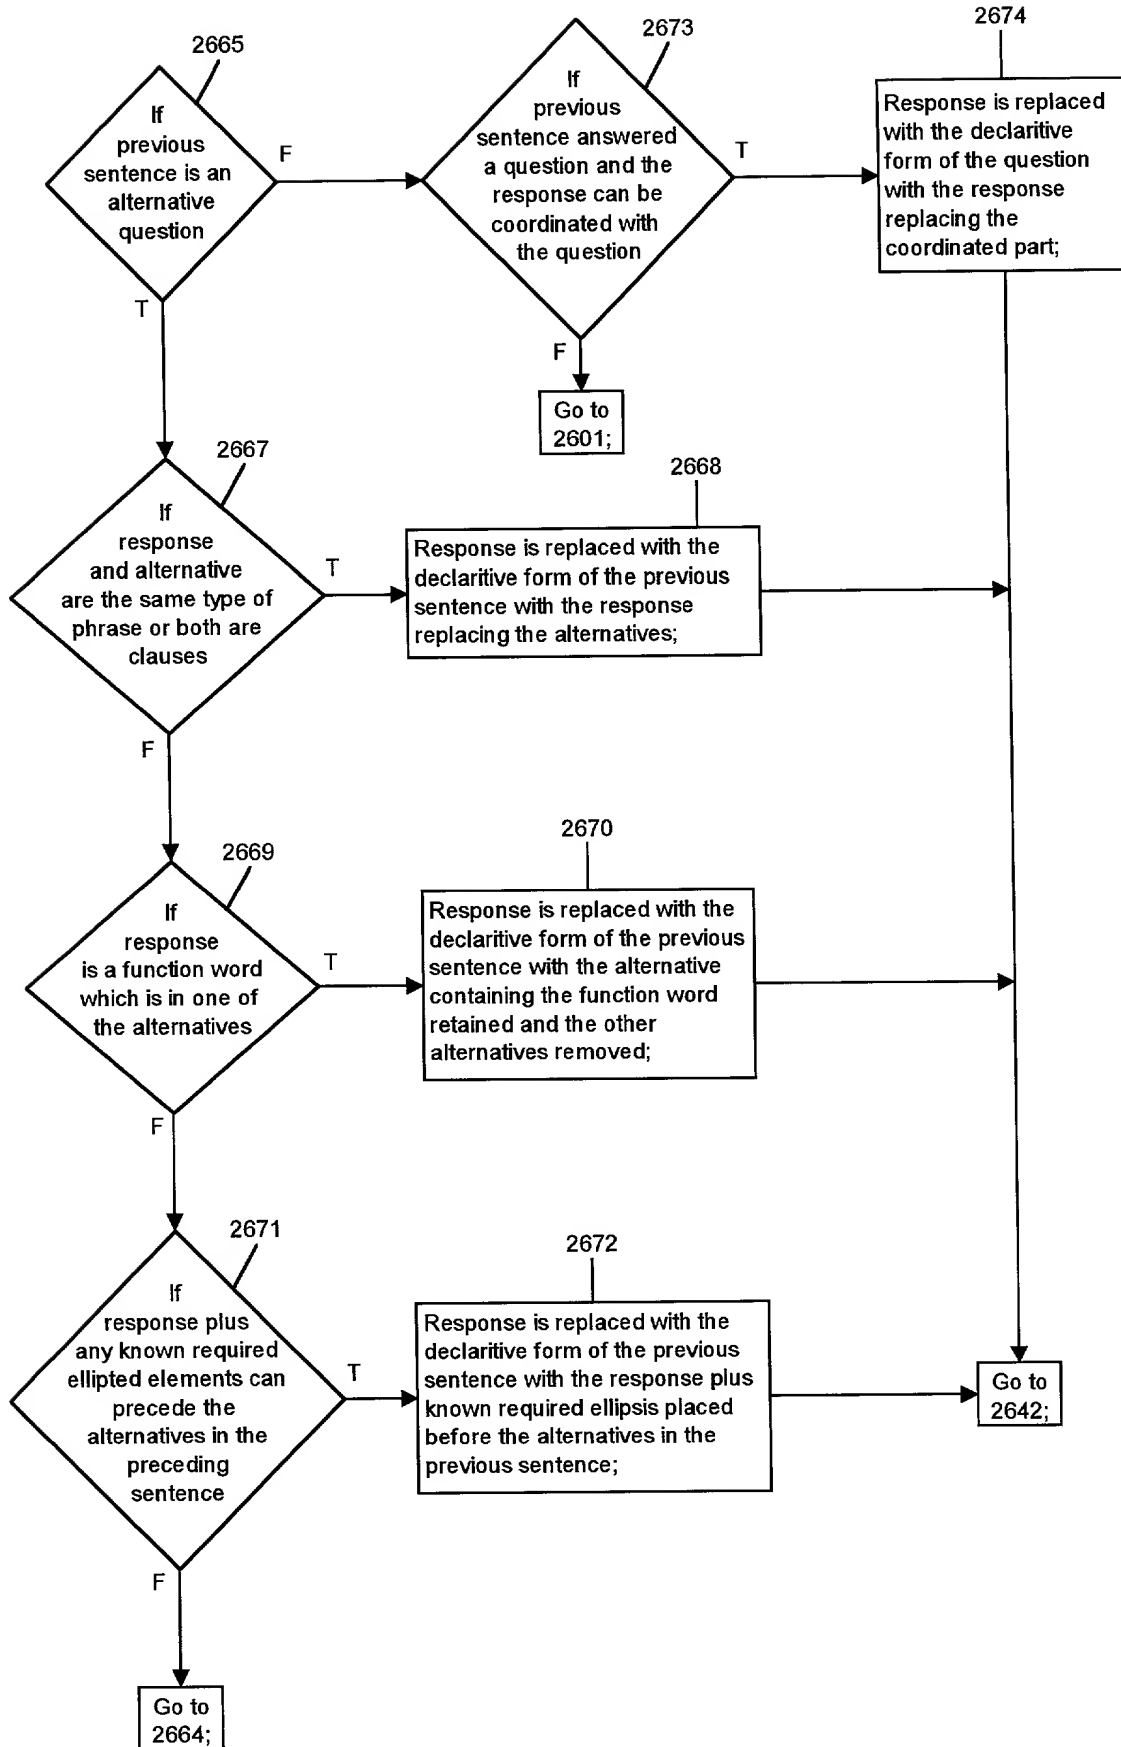 2665
If
previous
sentence is an
alternative
question
F
T
2673
If
previous
sentence answered
a question and the
response can be
coordinated with
the question
T
F
2674
Response is replaced
with the declaritive
form of the question
with the response
replacing the
coordinated part;
Go to
2601;
2667
If
response
and alternative
are the same type of
phrase or both are
clauses
T
F
2668
Response is replaced with the
declaritive form of the previous
sentence with the response
replacing the alternatives;
2669
If
response
is a function word
which is in one of
the alternatives
T
F
2670
Response is replaced with the
declaritive form of the previous
sentence with the alternative
containing the function word
retained and the other
alternatives removed;
2671
If
response plus
any known required
ellipted elements can
precede the
alternatives in the
preceding
sentence
T
F
2672
Response is replaced with the
declaritive form of the previous
sentence with the response plus
known required ellipsis placed
before the alternatives in the
previous sentence;
Go to
2642;
Go to
2664;